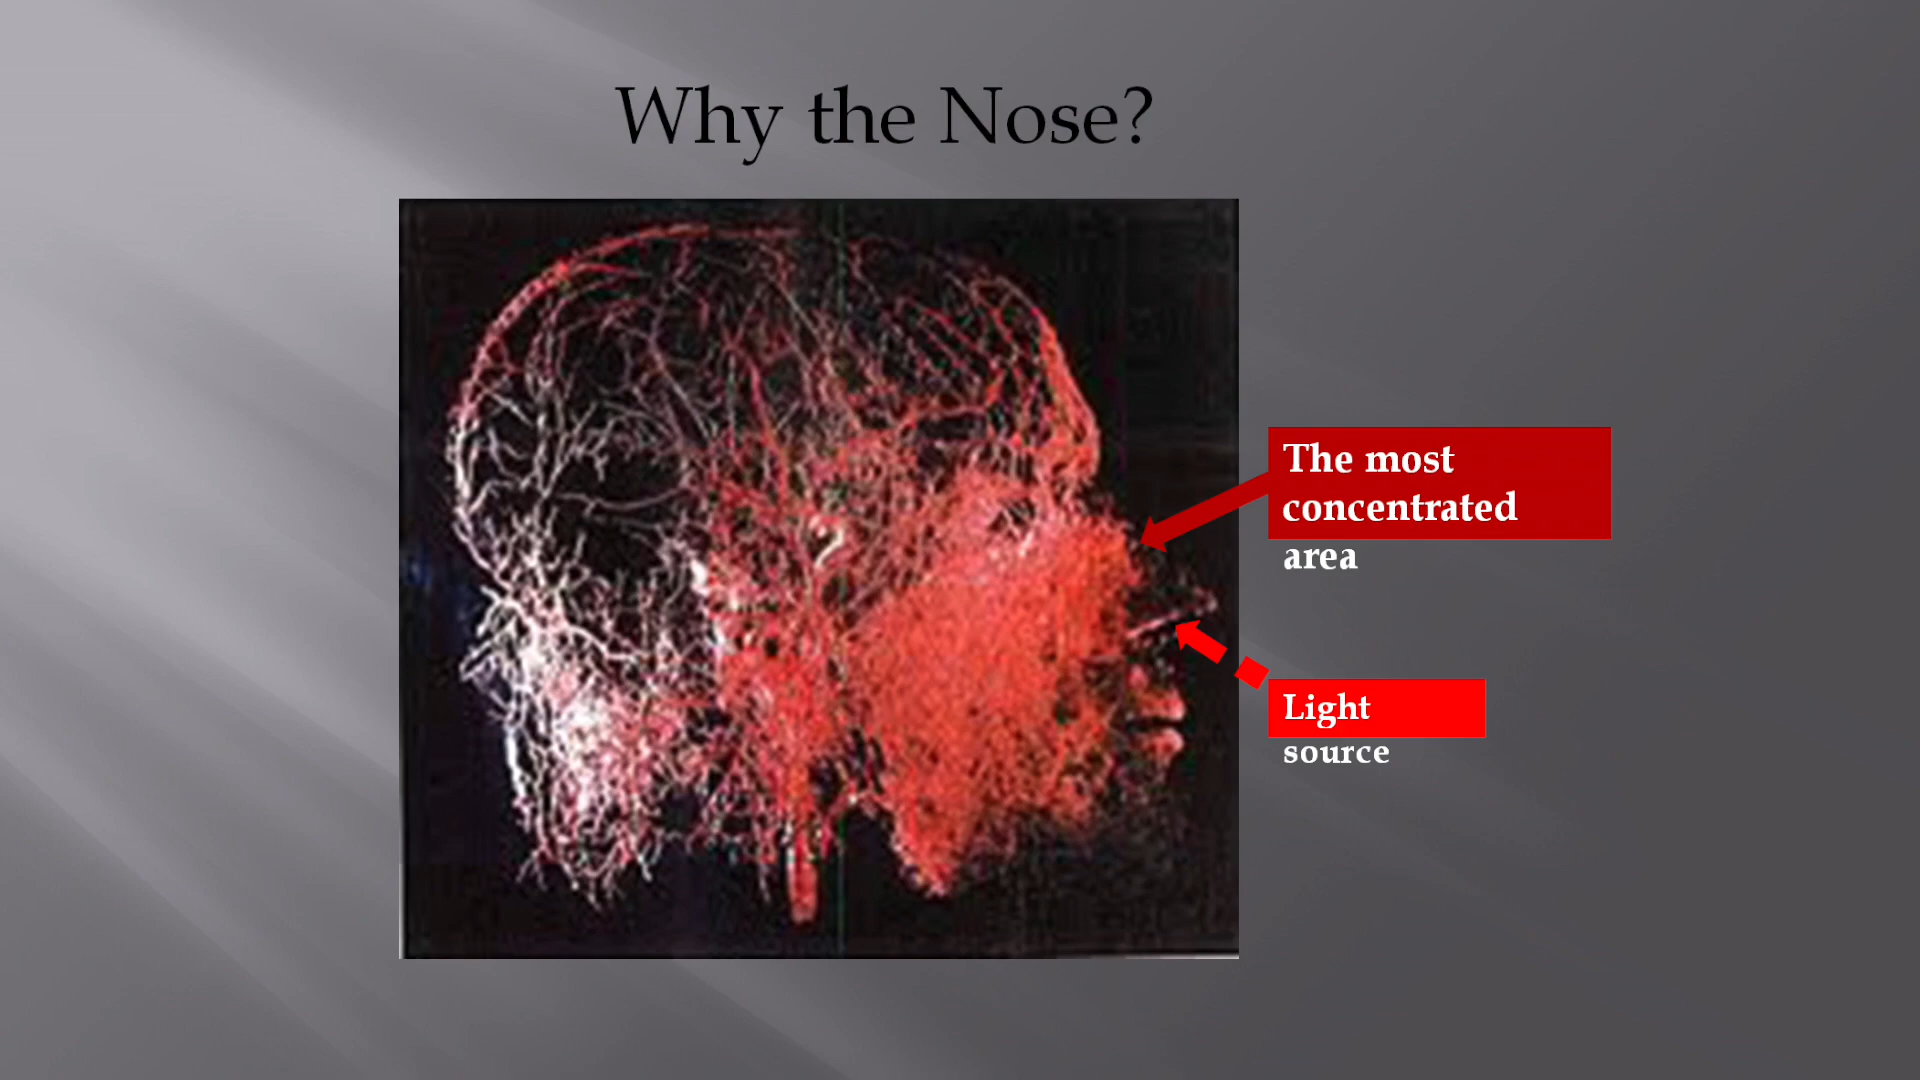 Why the Nose?
The most
concentrated
area
Light
source